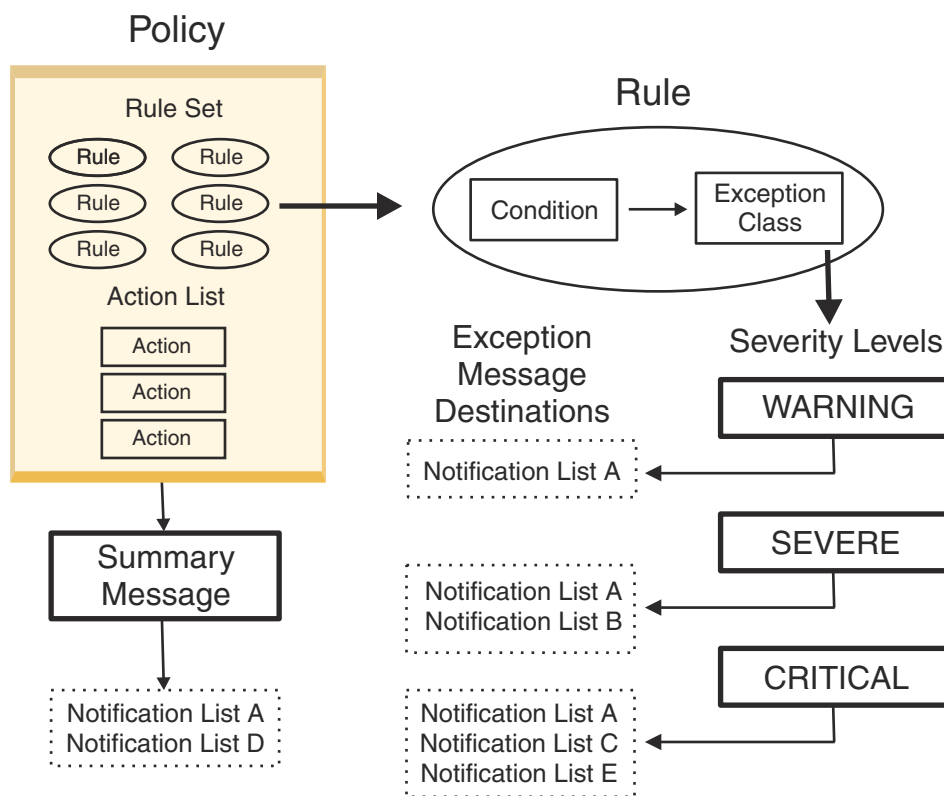 Policy
Rule Set
Rule
Rule
Rule
Rule
Rule
Rule
Action List
Action
Action
Action
Summary
Message
Notification List A
Notification List D
Rule
Condition
Exception
Class
Exception
Message
Destinations
Severity Levels
WARNING
Notification List A
SEVERE
Notification List A
Notification List B
CRITICAL
Notification List A
Notification List C
Notification List E